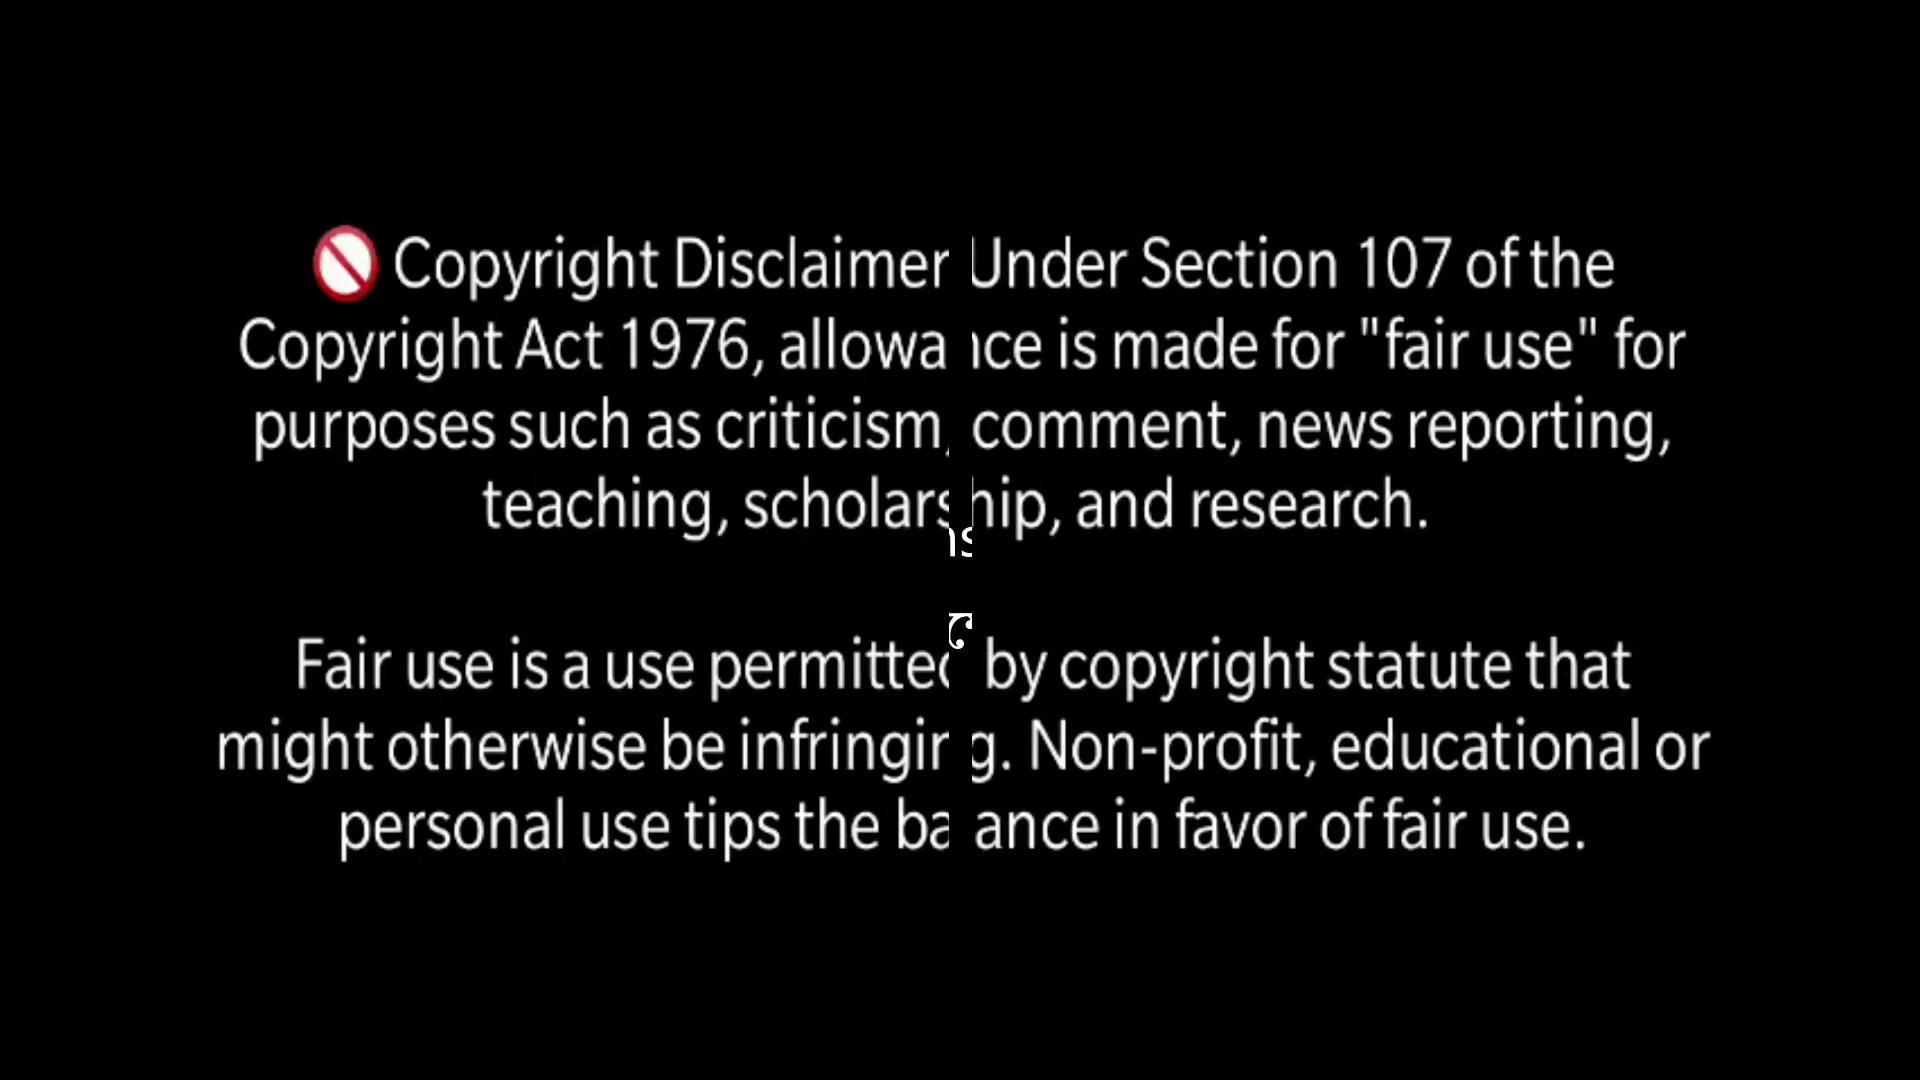 🚫 Copyright Disclaimer Under Section 107 of the
Copyright Act 1976, allowance is made for "fair use" for
purposes such as criticism, comment, news reporting,
teaching, scholarship, and research.
Fair use is a use permitted by copyright statute that
might otherwise be infringing. Non-profit, educational or
personal use tips the balance in favor of fair use.